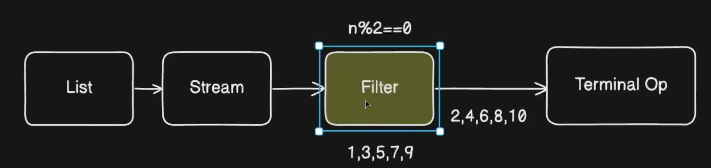 n%2==0
List
Stream
Filter
Terminal Op
2,4,6,8,10
1,3,5,7,9